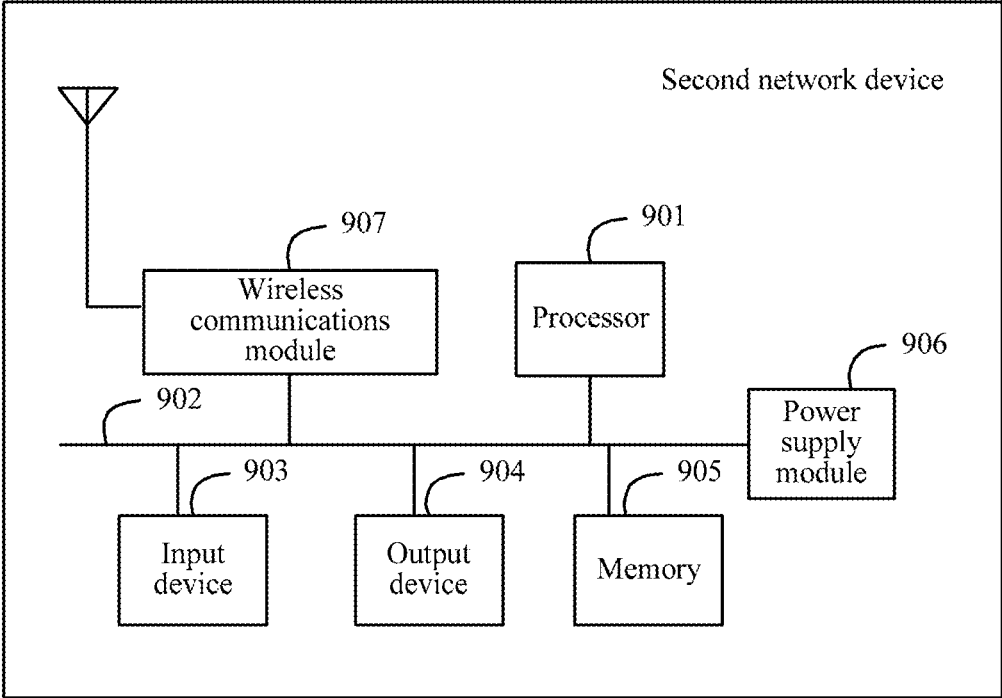 Second network device
907
901
Wireless
communications
module
Processor
906
902
Power
supply
module
903
904
905
Input
device
Output
device
Memory